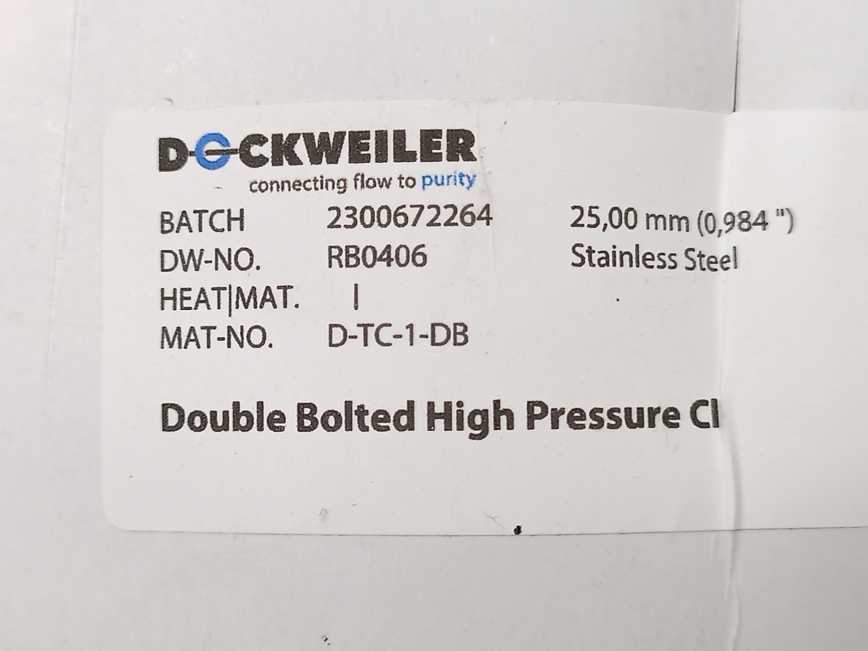 DOCKWEILER
connecting flow to purity
BATCH 2300672264 25,00 mm (0,984 ")
DW-NO. RB0406 Stainless Steel
HEAT|MAT. |
MAT-NO. D-TC-1-DB
Double Bolted High Pressure Cl